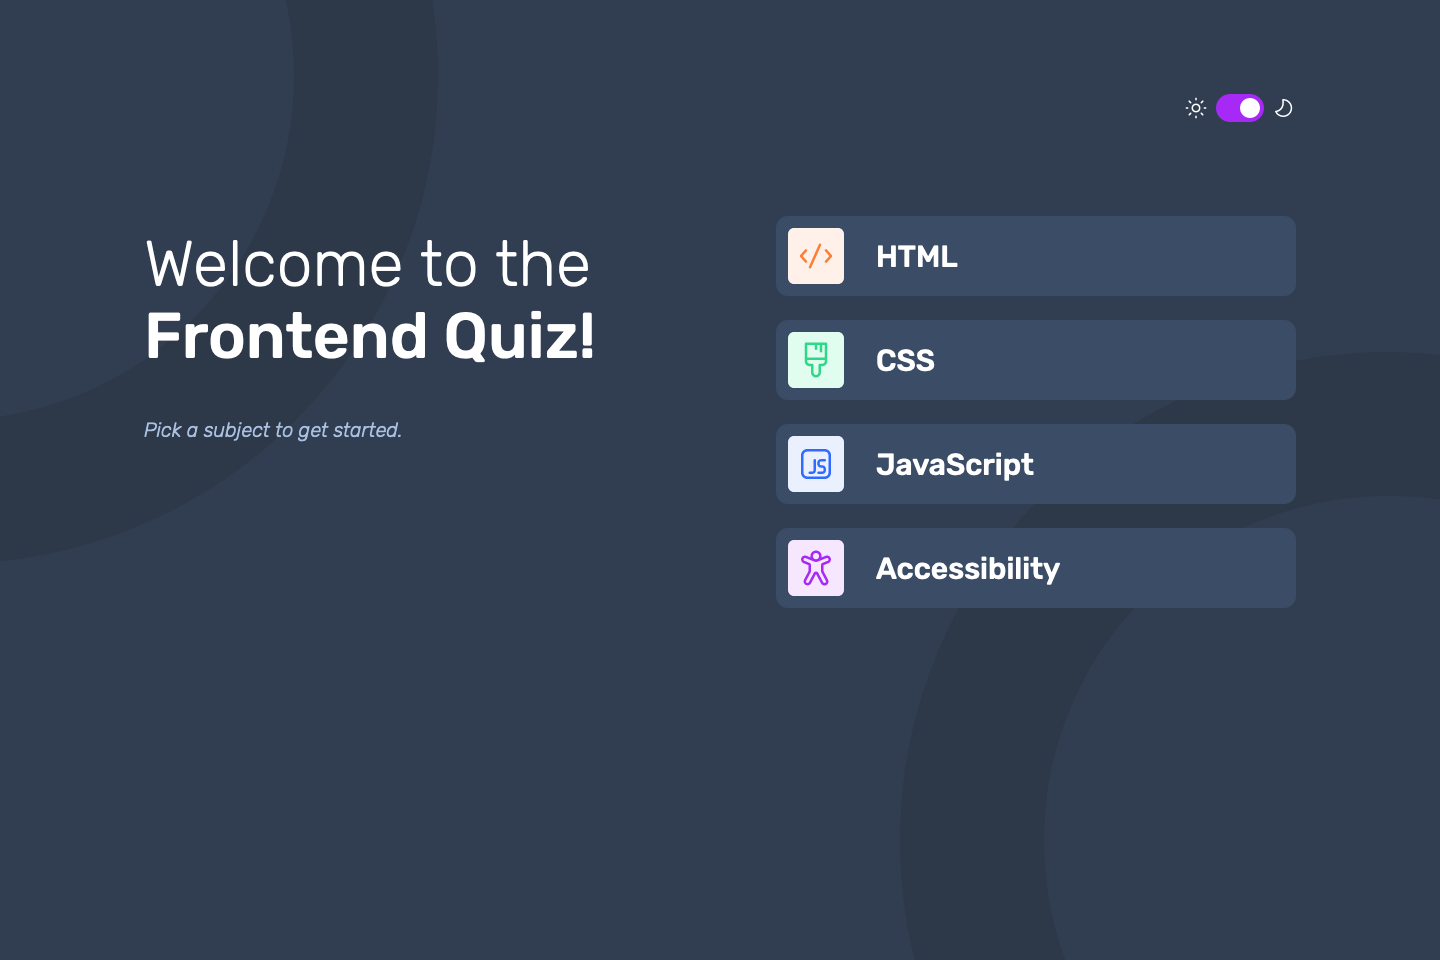 Welcome to the
Frontend Quiz!
Pick a subject to get started.
HTML
CSS
JS
JavaScript
Accessibility